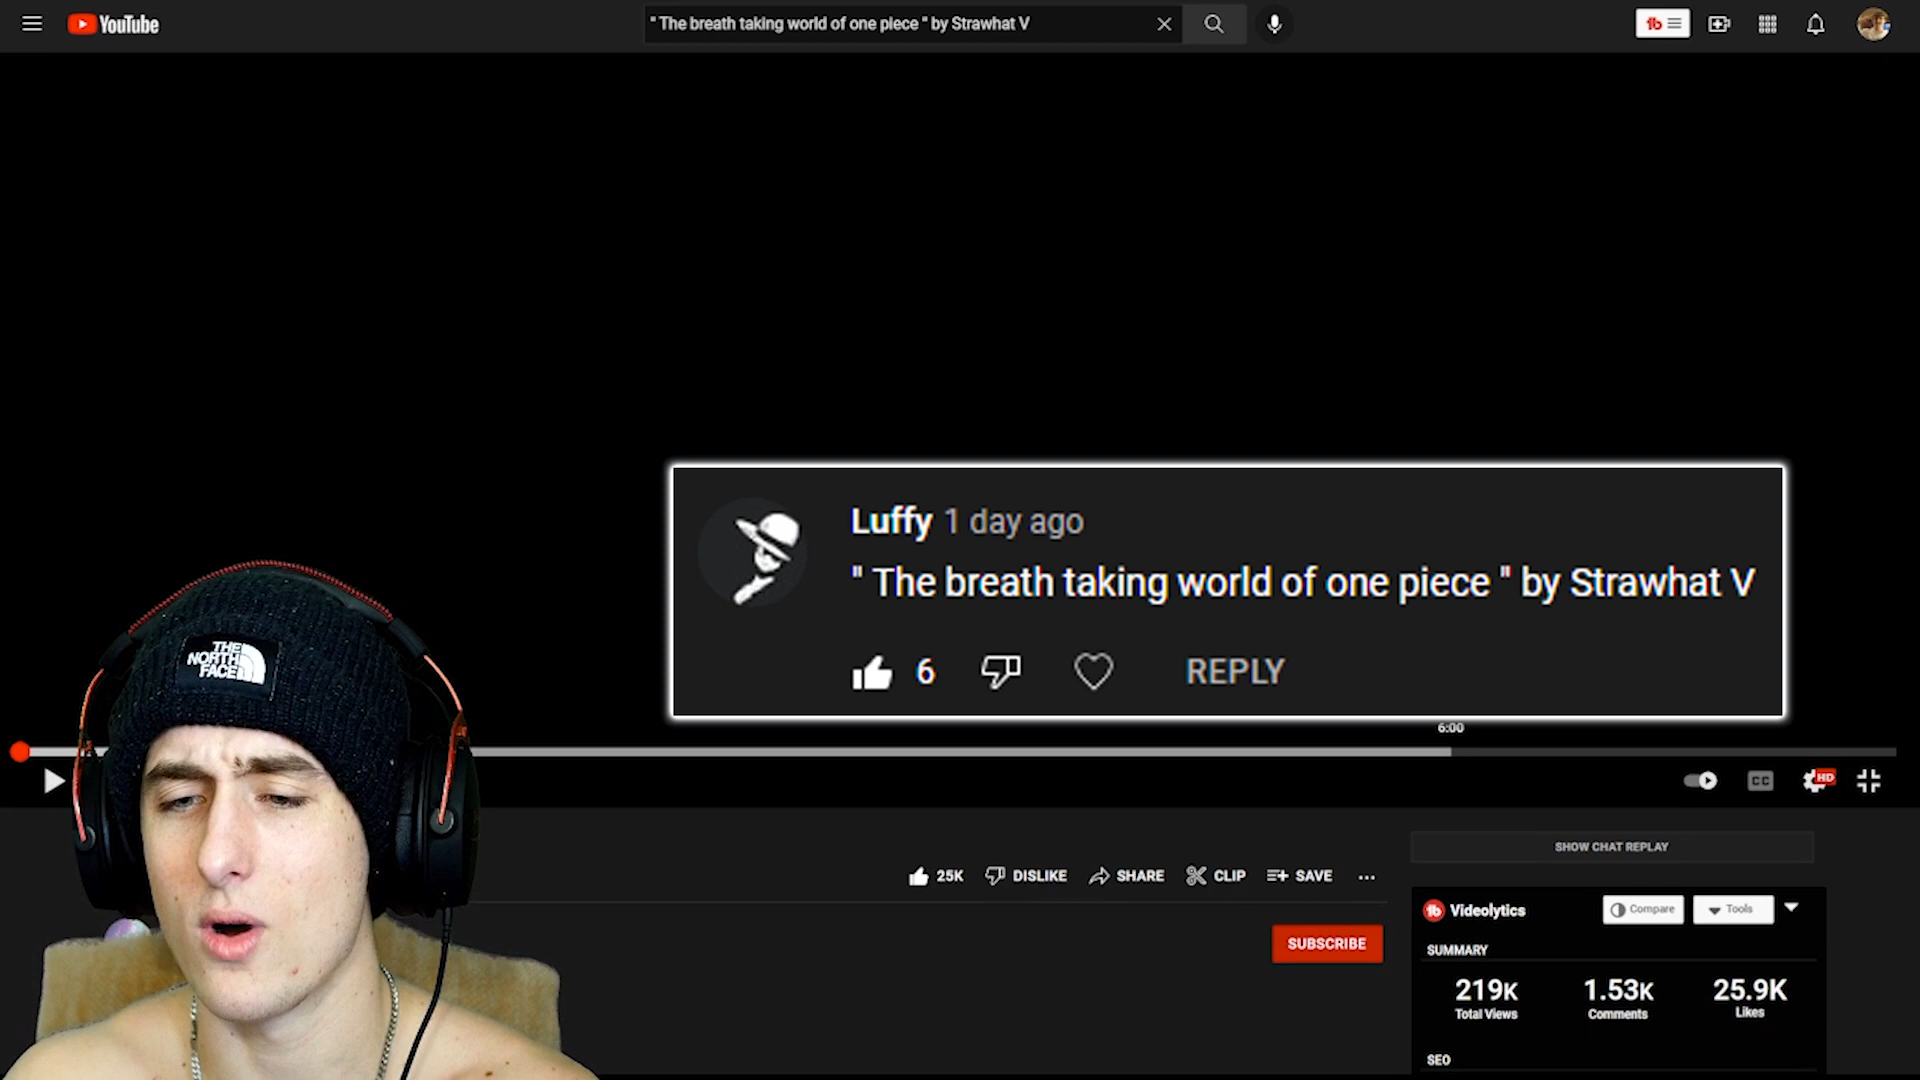 YouTube
" The breath taking world of one piece " by Strawhat V
Luffy 1 day ago
" The breath taking world of one piece " by Strawhat V
6 REPLY
6:00
CC
HD
THE
NORTH
FACE
25K DISLIKE SHARE CLIP SAVE ...
SUBSCRIBE
SHOW CHAT REPLAY
Videolytics Compare Tools
SUMMARY
219K 1.53K 25.9K
Total Views Comments Likes
SEO